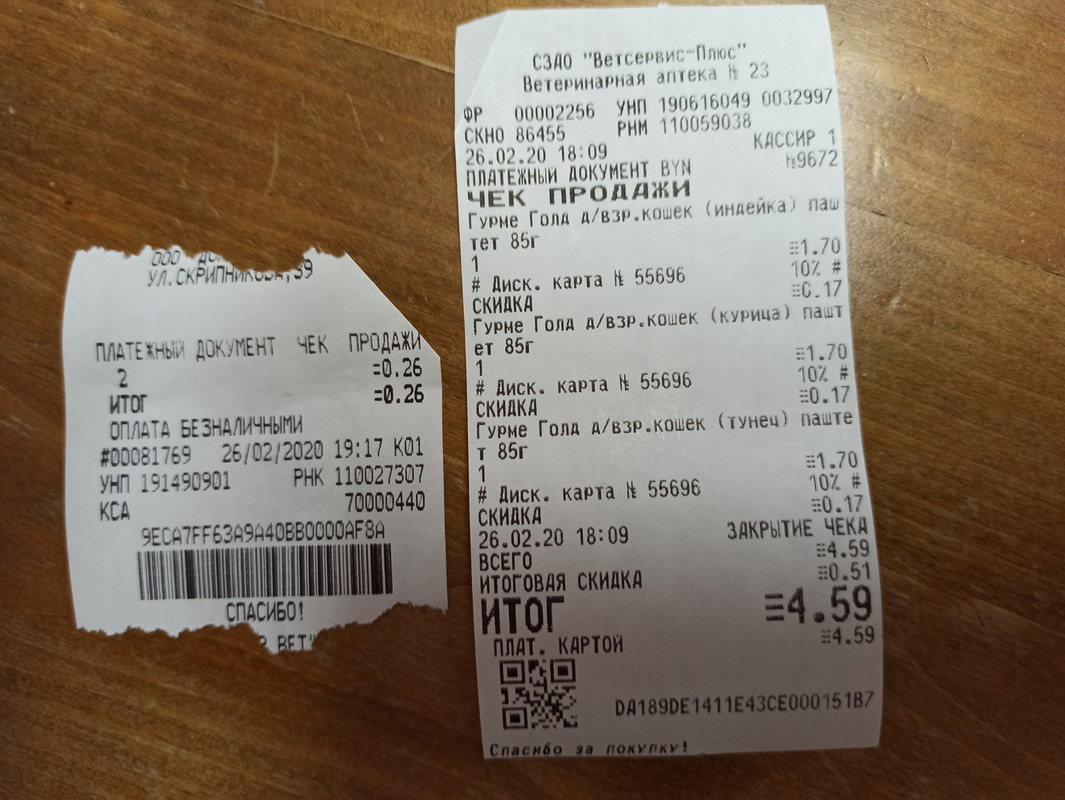 ООО
УЛ.СКРИПНИКОВА,39
ПЛАТЕЖНЫЙ ДОКУМЕНТ ЧЕК ПРОДАЖИ
2 =0.26
ИТОГ =0.26
ОПЛАТА БЕЗНАЛИЧНЫМИ
#00081769 26/02/2020 19:17 К01
УНП 191490901 РНК 110027307
КСА 70000440
9ECA7FF63A9A40BB0000AF8A
СПАСИБО!
ВЕТ"
СЗАО "Ветсервис-Плюс"
Ветеринарная аптека № 23
ФР 00002256 УНП 190616049 0032997
СКНО 86455 РНМ 110059038
26.02.20 18:09 КАССИР 1
ПЛАТЕЖНЫЙ ДОКУМЕНТ BYN №9672
ЧЕК ПРОДАЖИ
Гурме Голд д/взр.кошек (индейка) паш
тет 85г
1 ≡1.70
# Диск. карта № 55696 10% #
СКИДКА ≡0.17
Гурме Голд д/взр.кошек (курица) пашт
ет 85г
1 ≡1.70
# Диск. карта № 55696 10% #
СКИДКА ≡0.17
Гурме Голд д/взр.кошек (тунец) паште
т 85г
1 ≡1.70
# Диск. карта № 55696 10% #
СКИДКА ≡0.17
26.02.20 18:09 ЗАКРЫТИЕ ЧЕКА
ВСЕГО ≡4.59
ИТОГОВАЯ СКИДКА ≡0.51
ИТОГ ≡4.59
ПЛАТ. КАРТОЙ ≡4.59
DA189DE1411E43CE000151B7
Спасибо за покупку!